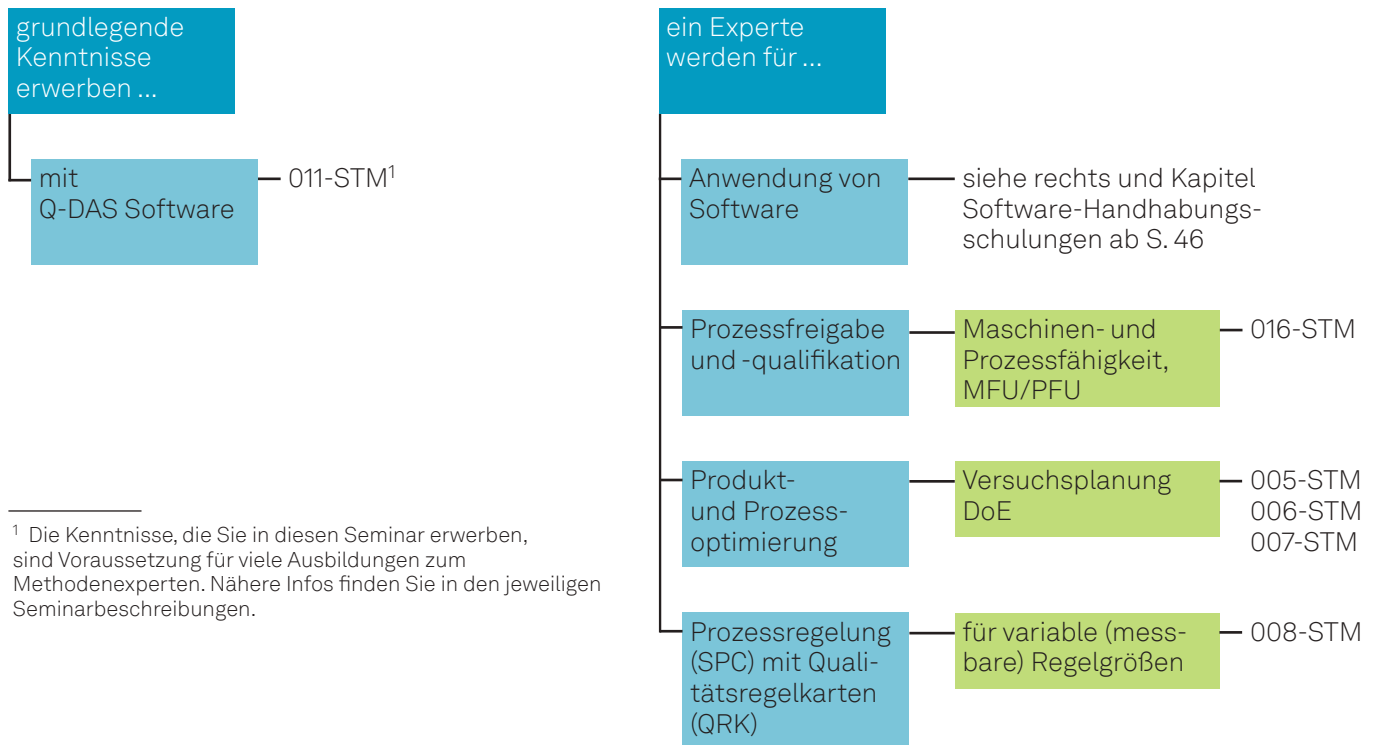 grundlegende
Kenntnisse
erwerben ...
mit
Q-DAS Software
011-STM¹
¹ Die Kenntnisse, die Sie in diesen Seminar erwerben,
sind Voraussetzung für viele Ausbildungen zum
Methodenexperten. Nähere Infos finden Sie in den jeweiligen
Seminarbeschreibungen.
ein Experte
werden für ...
Anwendung von
Software
siehe rechts und Kapitel
Software-Handhabungs-
schulungen ab S. 46
Prozessfreigabe
und -qualifikation
Maschinen- und
Prozessfähigkeit,
MFU/PFU
016-STM
Produkt-
und Prozess-
optimierung
Versuchsplanung
DoE
005-STM
006-STM
007-STM
Prozessregelung
(SPC) mit Quali-
tätsregelkarten
(QRK)
für variable (mess-
bare) Regelgrößen
008-STM